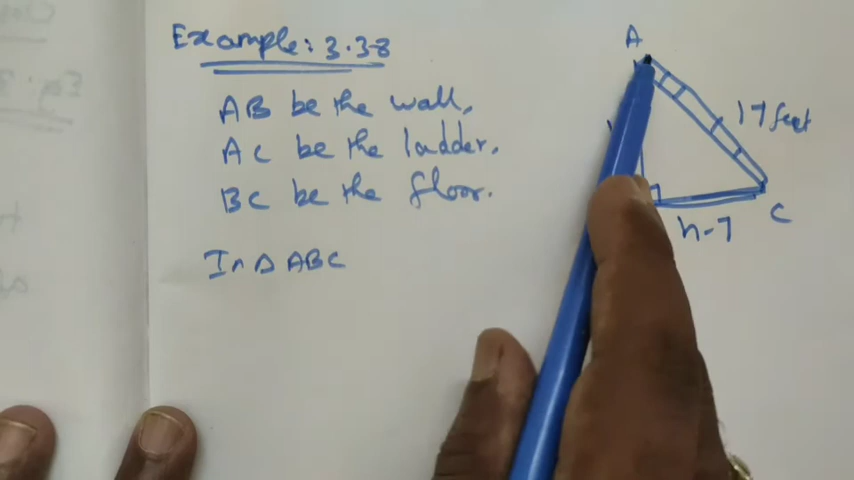 Example: 3.38
AB be the wall,
AC be the ladder.
BC be the floor.
In Δ ABC
A
17 feet
C
h-7